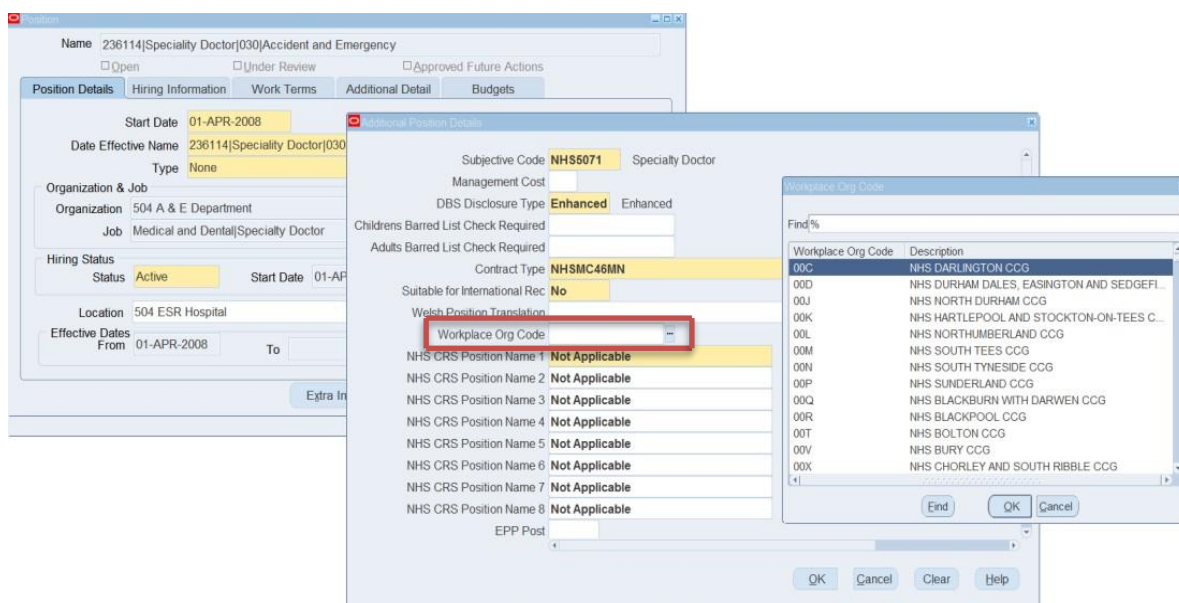 Position
Name 236114|Speciality Doctor|030|Accident and Emergency
Open Under Review Approved Future Actions
Position Details Hiring Information Work Terms Additional Detail Budgets
Start Date 01-APR-2008
Date Effective Name 236114|Speciality Doctor|030
Type None
Organization & Job
Organization 504 A & E Department
Job Medical and Dental|Specialty Doctor
Hiring Status
Status Active Start Date 01-AP
Location 504 ESR Hospital
Effective Dates
From 01-APR-2008 To
Extra In
Additional Position Details
Subjective Code NHS5071 Specialty Doctor
Management Cost
DBS Disclosure Type Enhanced Enhanced
Childrens Barred List Check Required
Adults Barred List Check Required
Contract Type NHSMC46MN
Suitable for International Rec No
Welsh Position Translation
Workplace Org Code ...
NHS CRS Position Name 1 Not Applicable
NHS CRS Position Name 2 Not Applicable
NHS CRS Position Name 3 Not Applicable
NHS CRS Position Name 4 Not Applicable
NHS CRS Position Name 5 Not Applicable
NHS CRS Position Name 6 Not Applicable
NHS CRS Position Name 7 Not Applicable
NHS CRS Position Name 8 Not Applicable
EPP Post
OK Cancel Clear Help
Workplace Org Code
Find %
Workplace Org Code Description
00C NHS DARLINGTON CCG
00D NHS DURHAM DALES, EASINGTON AND SEDGEFI...
00J NHS NORTH DURHAM CCG
00K NHS HARTLEPOOL AND STOCKTON-ON-TEES C...
00L NHS NORTHUMBERLAND CCG
00M NHS SOUTH TEES CCG
00N NHS SOUTH TYNESIDE CCG
00P NHS SUNDERLAND CCG
00Q NHS BLACKBURN WITH DARWEN CCG
00R NHS BLACKPOOL CCG
00T NHS BOLTON CCG
00V NHS BURY CCG
00X NHS CHORLEY AND SOUTH RIBBLE CCG
Find OK Cancel